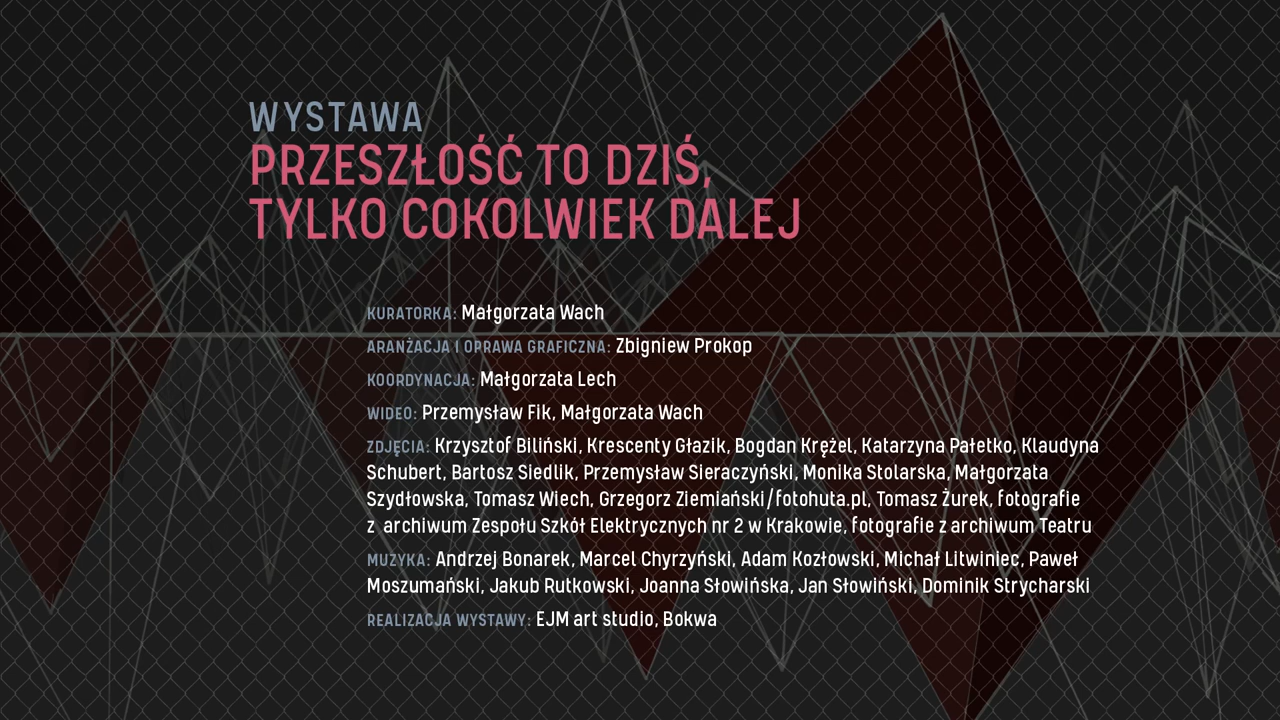 WYSTAWA
PRZESZŁOŚĆ TO DZIŚ,
TYLKO COKOLWIEK DALEJ
KURATORKA: Małgorzata Wach
ARANŻACJA I OPRAWA GRAFICZNA: Zbigniew Prokop
KOORDYNACJA: Małgorzata Lech
WIDEO: Przemysław Fik, Małgorzata Wach
ZDJĘCIA: Krzysztof Biliński, Krescenty Głazik, Bogdan Krężel, Katarzyna Pałetko, Klaudyna
Schubert, Bartosz Siedlik, Przemysław Sieraczyński, Monika Stolarska, Małgorzata
Szydłowska, Tomasz Wiech, Grzegorz Ziemiański/fotohuta.pl, Tomasz Żurek, fotografie
z archiwum Zespołu Szkół Elektrycznych nr 2 w Krakowie, fotografie z archiwum Teatru
MUZYKA: Andrzej Bonarek, Marcel Chyrzyński, Adam Kozłowski, Michał Litwiniec, Paweł
Moszumański, Jakub Rutkowski, Joanna Słowińska, Jan Słowiński, Dominik Strycharski
REALIZACJA WYSTAWY: EJM art studio, Bokwa